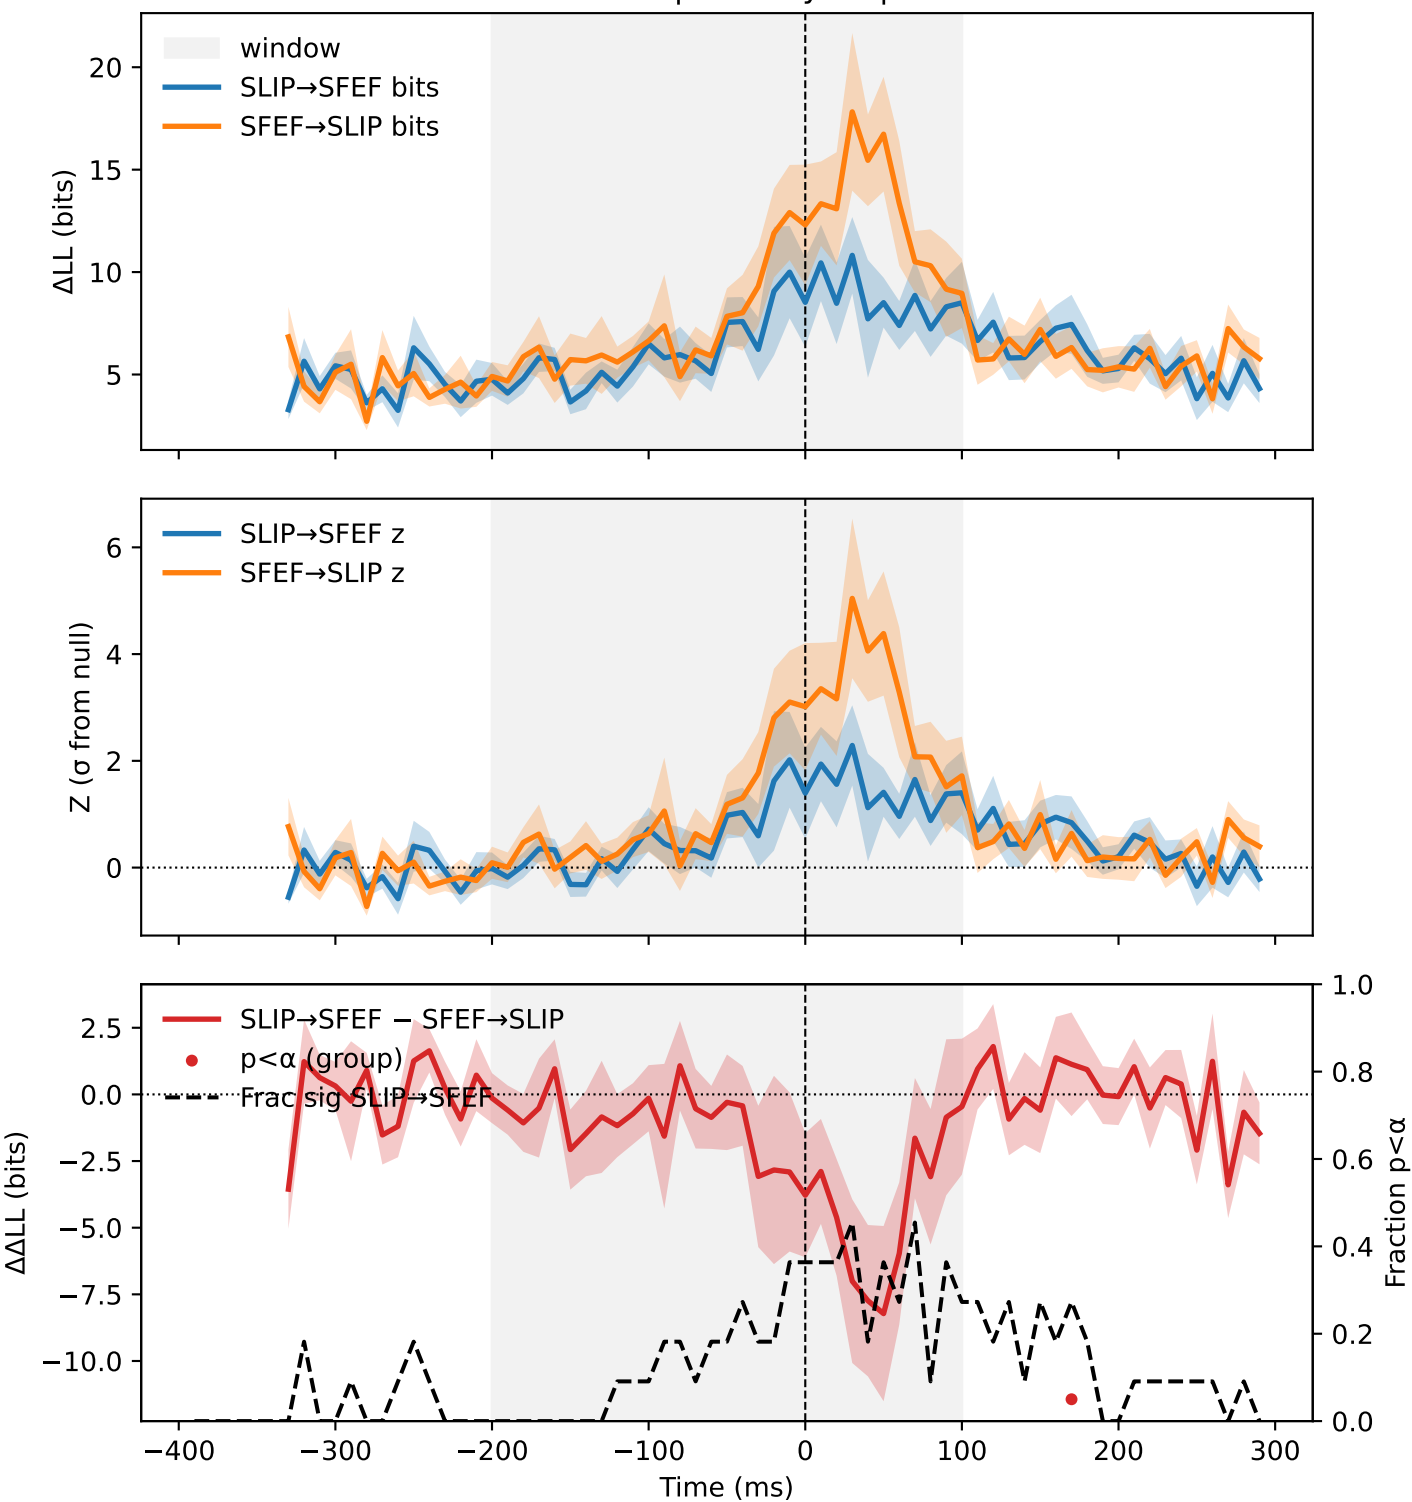 20
15
10
5
ΔLL (bits)
window
SLIP→SFEF bits
SFEF→SLIP bits
6
4
2
0
Z (σ from null)
SLIP→SFEF z
SFEF→SLIP z
2.5
0.0
−2.5
−5.0
−7.5
−10.0
ΔΔLL (bits)
SLIP→SFEF − SFEF→SLIP
p<α (group)
Frac sig SLIP→SFEF
1.0
0.8
0.6
0.4
0.2
0.0
Fraction p<α
−400 −300 −200 −100 0 100 200 300
Time (ms)